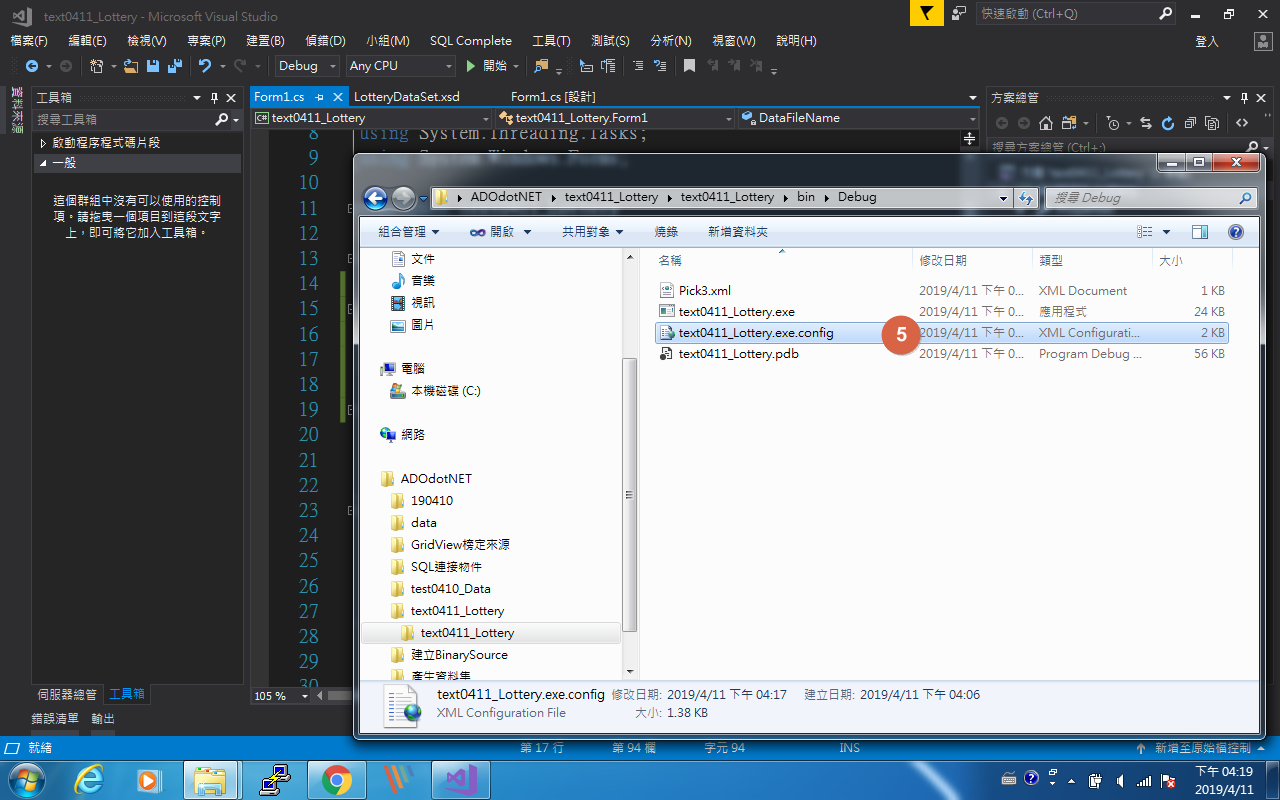 text0411_Lottery - Microsoft Visual Studio
快速啟動 (Ctrl+Q)
檔案(F) 編輯(E) 檢視(V) 專案(P) 建置(B) 偵錯(D) 小組(M) SQL Complete 工具(T) 測試(S) 分析(N) 視窗(W) 說明(H)
登入
Debug Any CPU 開始
工具箱
搜尋工具箱
啟動程序程式碼片段
一般
這個群組中沒有可以使用的控制
項。請拖曳一個項目到這段文字
上，即可將它加入工具箱。
伺服器總管 工具箱
錯誤清單 輸出
Form1.cs LotteryDataSet.xsd Form1.cs [設計]
text0411_Lottery text0411_Lottery.Form1 DataFileName
8 using System.Threading.Tasks;
9 using System.Windows.Forms;
10
11
12
13
14
15
16
17
18
19
20
21
22
23
24
25
26
27
28
29
30
105 %
方案總管
搜尋方案總管 (Ctrl+;)
ADOdotNET text0411_Lottery text0411_Lottery bin Debug
搜尋 Debug
組合管理 開啟 共用對象 燒錄 新增資料夾
文件
音樂
視訊
圖片
電腦
本機磁碟 (C:)
網路
ADOdotNET
190410
data
GridView榜定來源
SQL連接物件
test0410_Data
text0411_Lottery
text0411_Lottery
建立BinarySource
產生資料集
名稱 修改日期 類型 大小
Pick3.xml 2019/4/11 下午 0... XML Document 1 KB
text0411_Lottery.exe 2019/4/11 下午 0... 應用程式 24 KB
text0411_Lottery.exe.config 5 2019/4/11 下午 0... XML Configurati... 2 KB
text0411_Lottery.pdb 2019/4/11 下午 0... Program Debug ... 56 KB
text0411_Lottery.exe.config 修改日期: 2019/4/11 下午 04:17 建立日期: 2019/4/11 下午 04:06
XML Configuration File 大小: 1.38 KB
就緒 第 17 行 第 94 欄 字元 94 INS 新增至原始檔控制
下午 04:19
2019/4/11